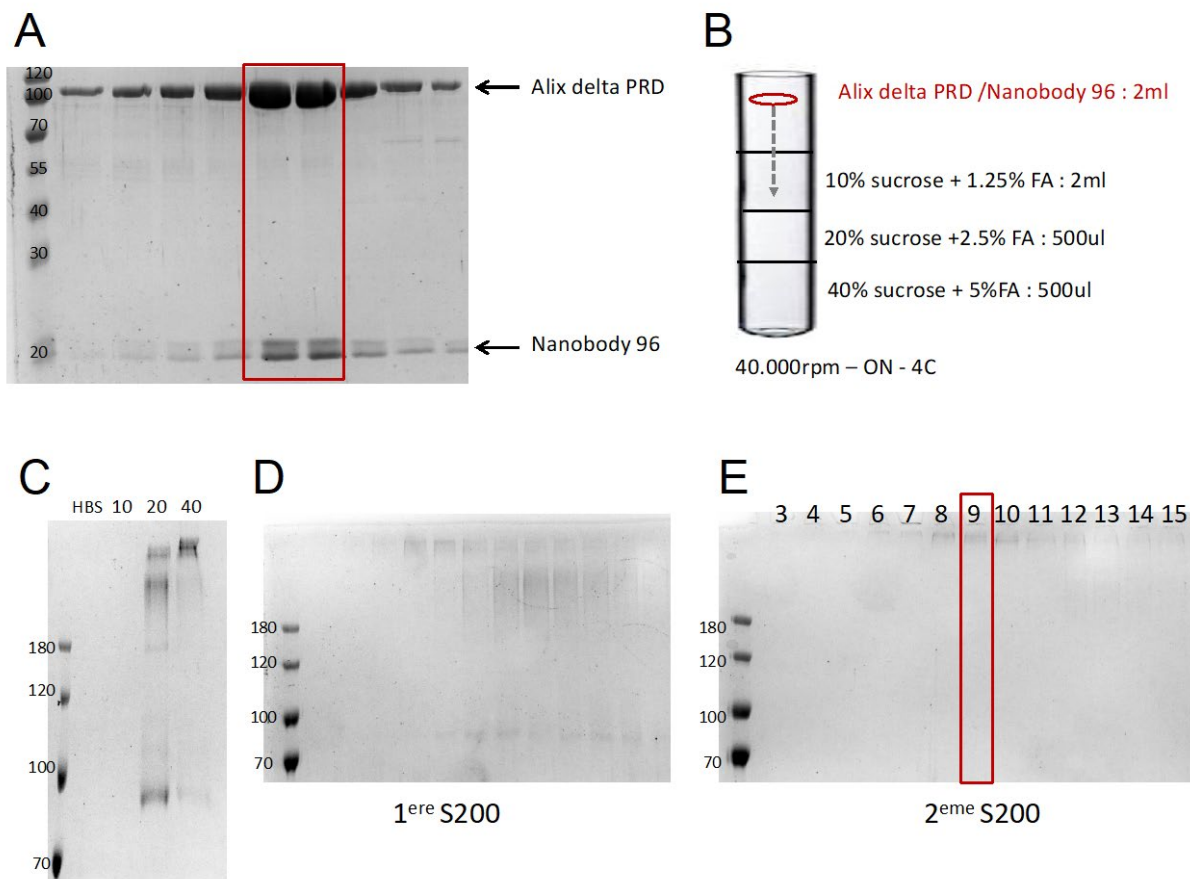 A
120
100
70
55
40
30
20
Alix delta PRD
Nanobody 96
B
Alix delta PRD /Nanobody 96 : 2ml
10% sucrose + 1.25% FA : 2ml
20% sucrose +2.5% FA : 500ul
40% sucrose + 5%FA : 500ul
40.000rpm – ON - 4C
C
HBS 10 20 40
180
120
100
70
D
180
120
100
70
1ere S200
E
3 4 5 6 7 8 9 10 11 12 13 14 15
180
120
100
70
2eme S200